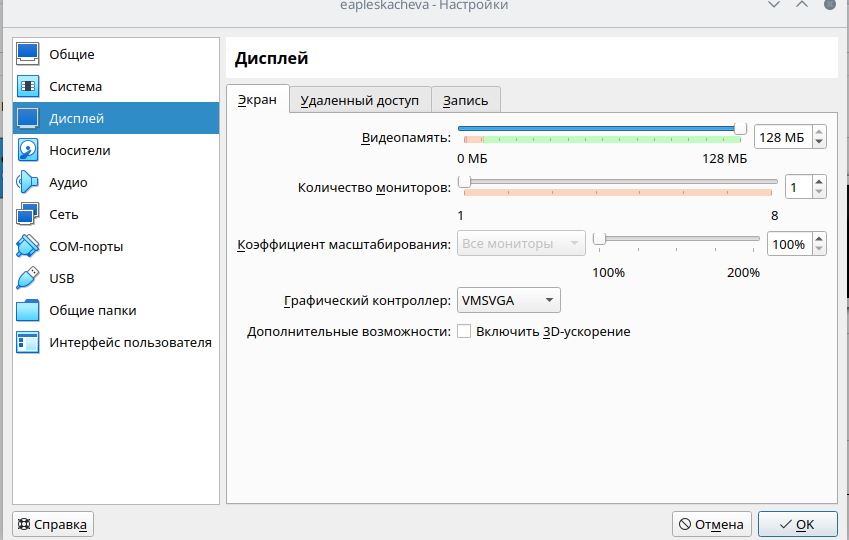 eapleskacheva - Настройки
Общие
Система
Дисплей
Носители
Аудио
Сеть
COM-порты
USB
Общие папки
Интерфейс пользователя
Дисплей
Экран Удаленный доступ Запись
Видеопамять: 128 МБ
0 МБ 128 МБ
Количество мониторов: 1
1 8
Коэффициент масштабирования: Все мониторы 100%
100% 200%
Графический контроллер: VMSVGA
Дополнительные возможности: Включить 3D-ускорение
Справка Отмена OK